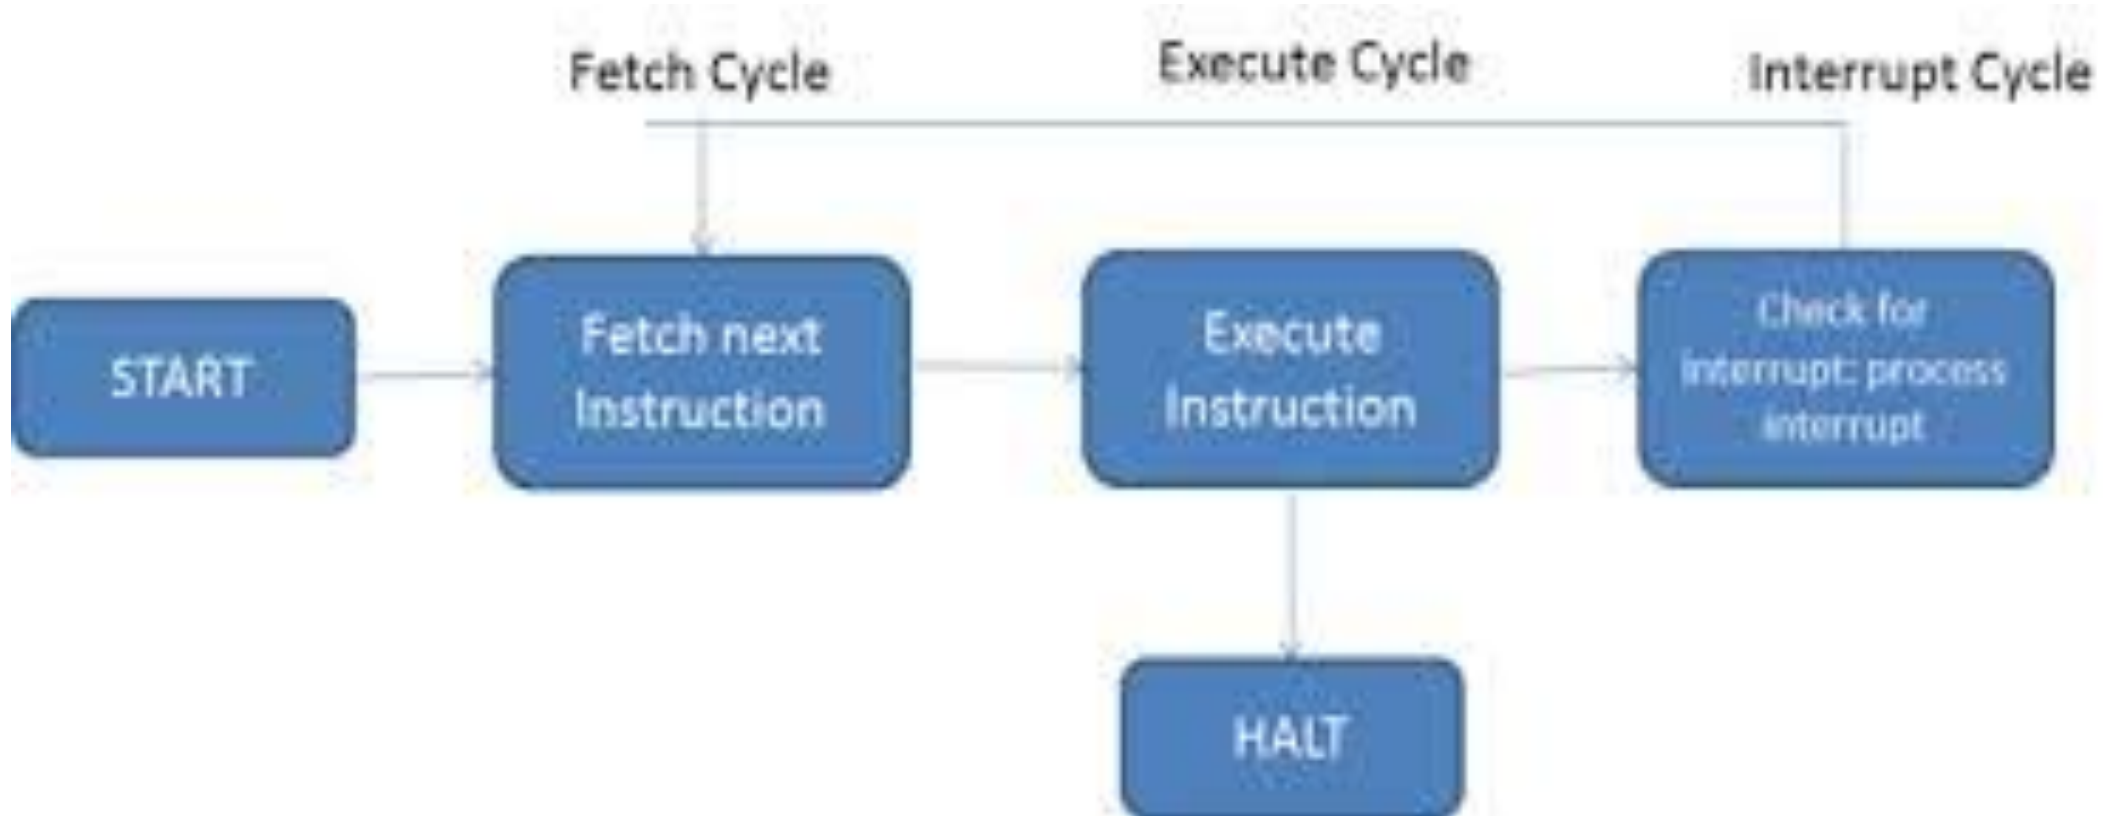 Fetch Cycle
Execute Cycle
Interrupt Cycle
START
Fetch next
Instruction
Execute
Instruction
Check for
interrupt: process
interrupt
HALT